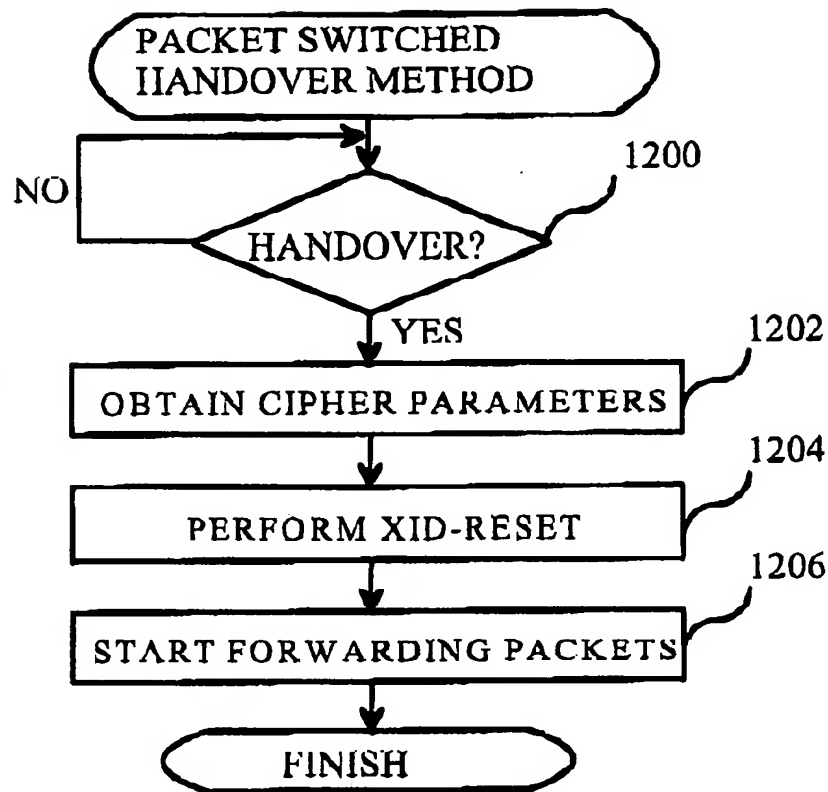 PACKET SWITCHED
HANDOVER METHOD
NO
1200
HANDOVER?
YES
1202
OBTAIN CIPHER PARAMETERS
1204
PERFORM XID-RESET
1206
START FORWARDING PACKETS
FINISH